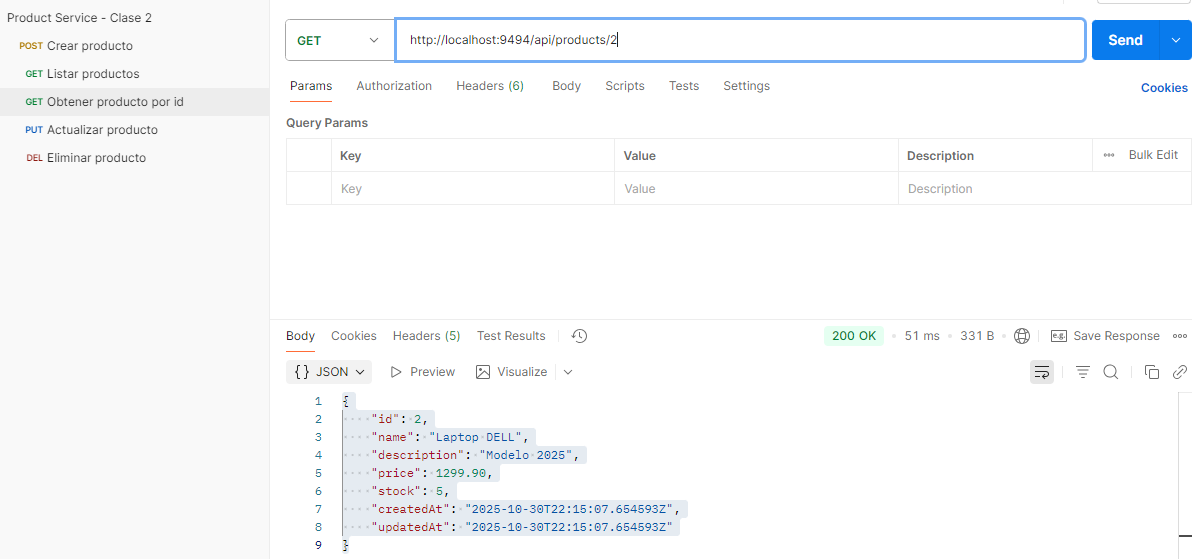 Product Service - Clase 2
POST Crear producto
GET Listar productos
GET Obtener producto por id
PUT Actualizar producto
DEL Eliminar producto
GET http://localhost:9494/api/products/2 Send
Params Authorization Headers (6) Body Scripts Tests Settings Cookies
Query Params
Key Value Description ••• Bulk Edit
Key Value Description
Body Cookies Headers (5) Test Results 200 OK • 51 ms • 331 B • e.g. Save Response •••
{} JSON Preview Visualize
1 {
2 "id": 2,
3 "name": "Laptop DELL",
4 "description": "Modelo 2025",
5 "price": 1299.90,
6 "stock": 5,
7 "createdAt": "2025-10-30T22:15:07.654593Z",
8 "updatedAt": "2025-10-30T22:15:07.654593Z"
9 }